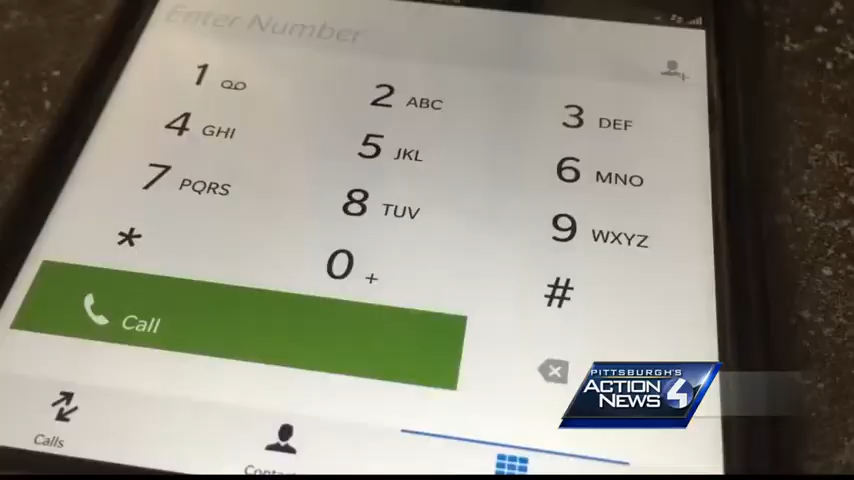 Enter Number
1
2 ABC
3 DEF
4 GHI
5 JKL
6 MNO
7 PQRS
8 TUV
9 WXYZ
*
0 +
#
Call
PITTSBURGH'S
ACTION
NEWS 4
Calls